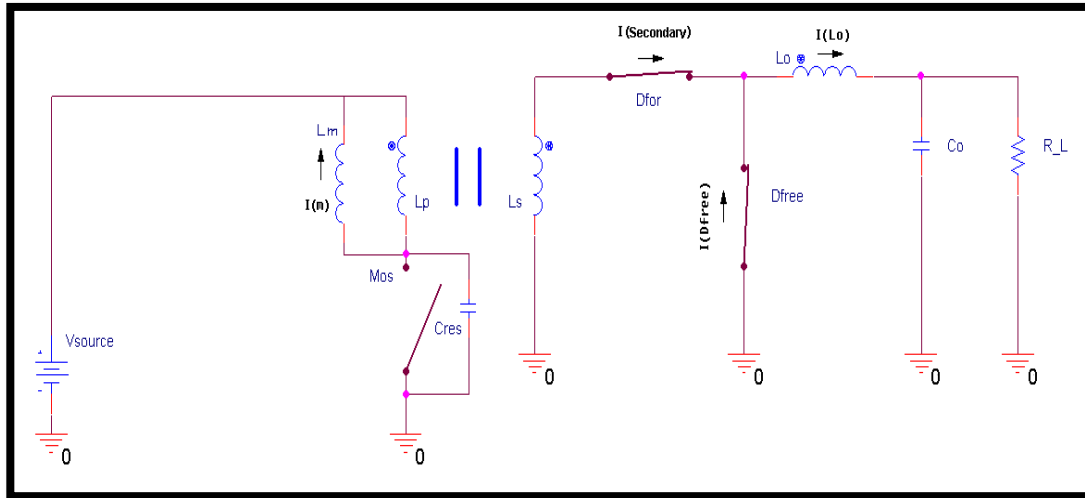 I(Secondary)
I(Lo)
Lo
Dfor
Lm
I(m)
Lp
Ls
I(Dfree)
Dfree
Co
R_L
Mos
Cres
Vsource
+
-
0
0
0
0
0
0